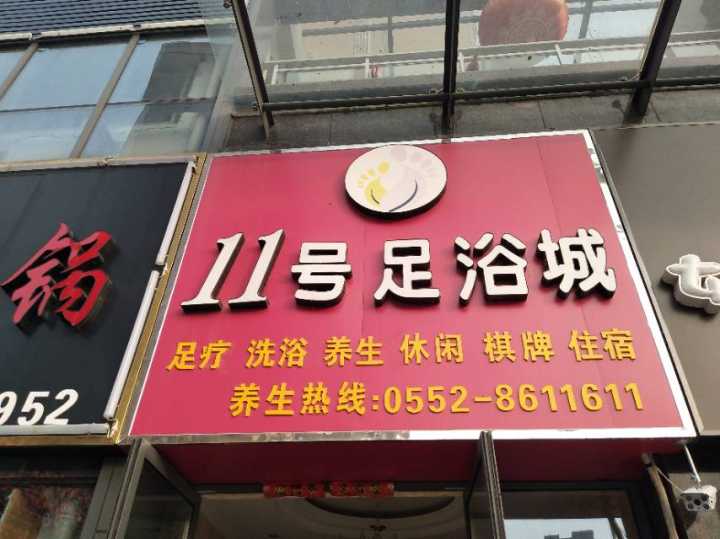 11号足浴城
足疗 洗浴 养生 休闲 棋牌 住宿
养生热线:0552-8611611
锅
952
七